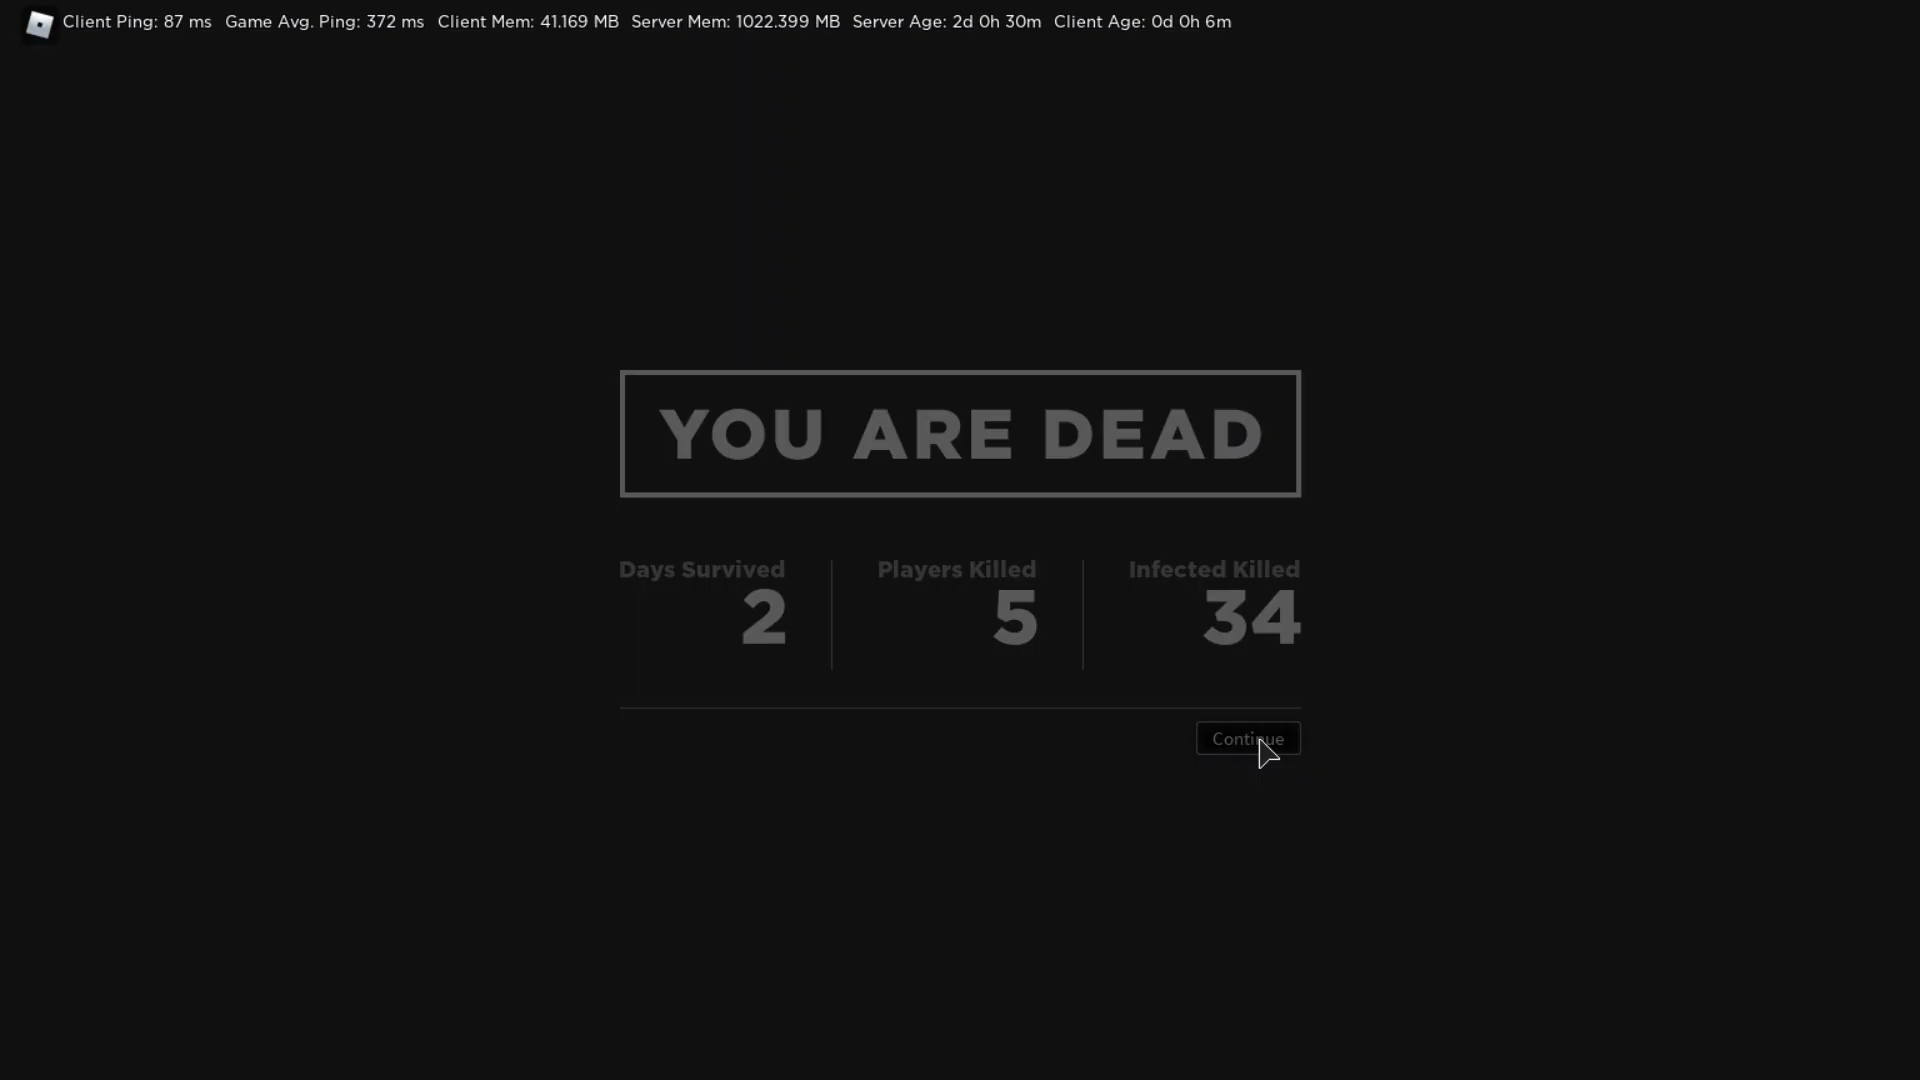 Client Ping: 87 ms Game Avg. Ping: 372 ms Client Mem: 41.169 MB Server Mem: 1022.399 MB Server Age: 2d 0h 30m Client Age: 0d 0h 6m
YOU ARE DEAD
Days Survived Players Killed Infected Killed
2 5 34
Continue